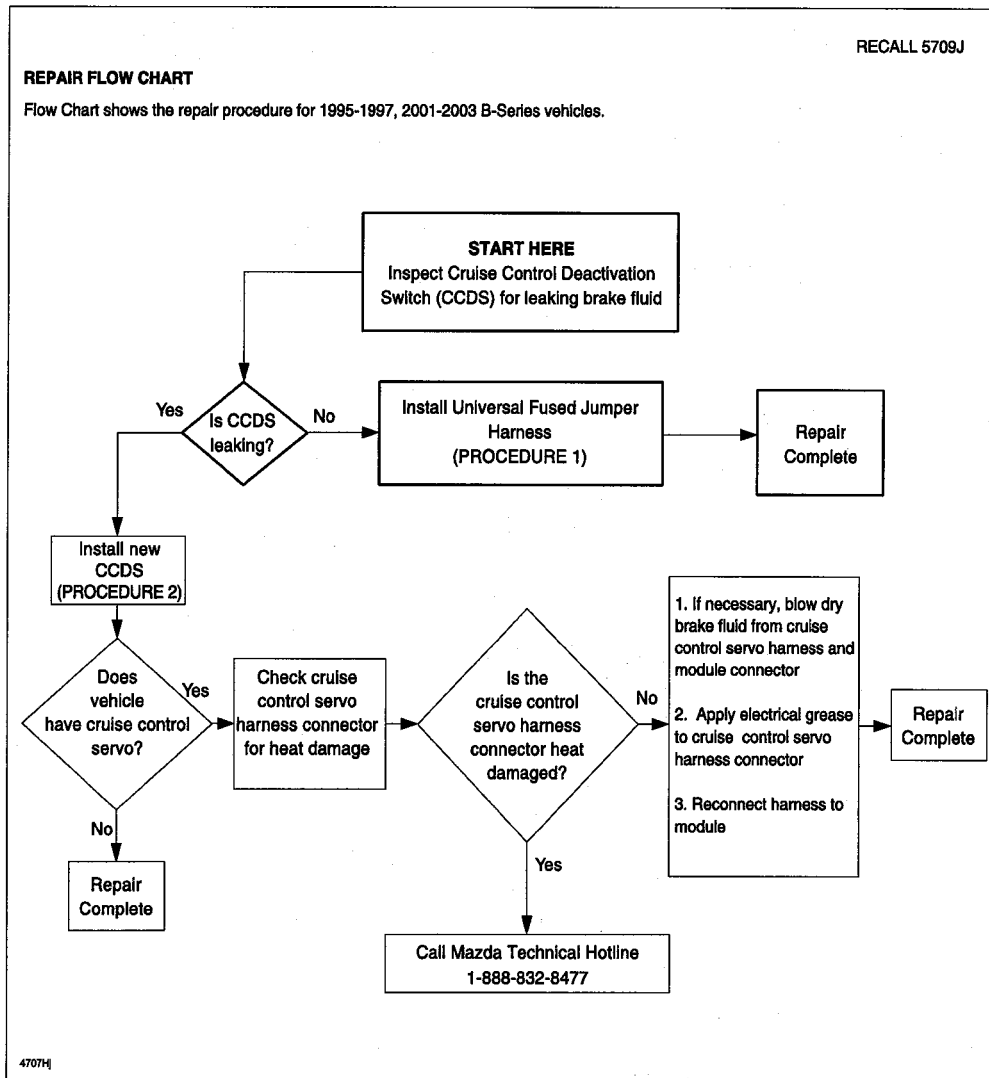 RECALL 5709J
REPAIR FLOW CHART
Flow Chart shows the repair procedure for 1995-1997, 2001-2003 B-Series vehicles.
START HERE
Inspect Cruise Control Deactivation
Switch (CCDS) for leaking brake fluid
Yes
Is CCDS
leaking?
No
Install Universal Fused Jumper
Harness
(PROCEDURE 1)
Repair
Complete
Install new
CCDS
(PROCEDURE 2)
Does
vehicle
have cruise control
servo?
Yes
Check cruise
control servo
harness connector
for heat damage
Is the
cruise control
servo harness
connector heat
damaged?
No
1. If necessary, blow dry
brake fluid from cruise
control servo harness and
module connector
2. Apply electrical grease
to cruise control servo
harness connector
3. Reconnect harness to
module
Repair
Complete
No
Repair
Complete
Yes
Call Mazda Technical Hotline
1-888-832-8477
4707H